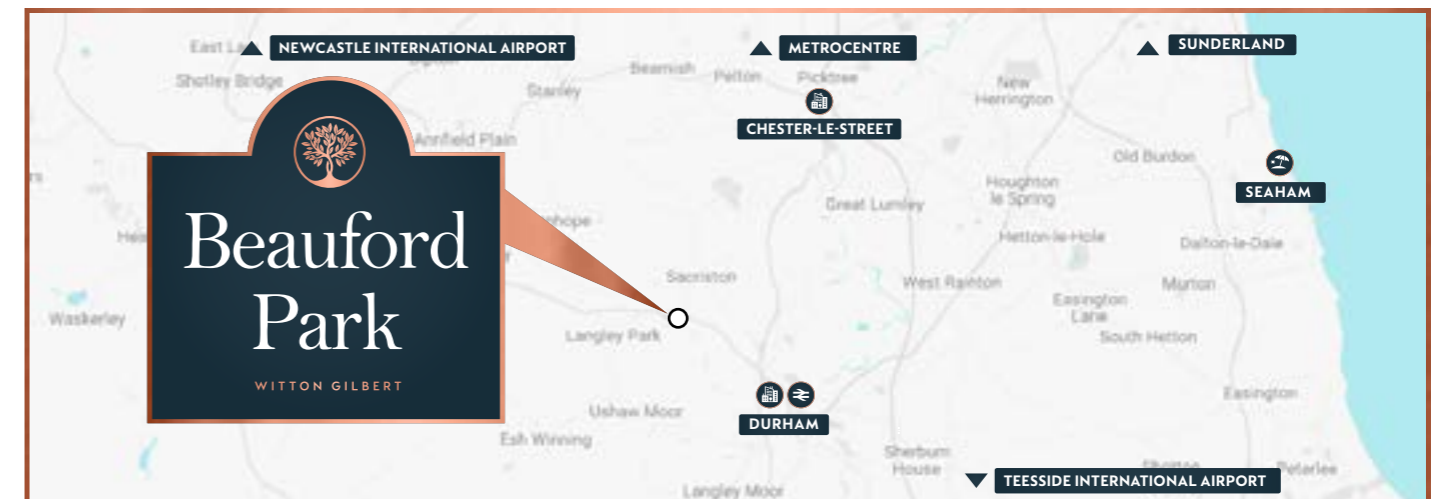 NEWCASTLE INTERNATIONAL AIRPORT
METROCENTRE
SUNDERLAND
East
Shotley Bridge
Stanley
Beamish
Pelton
Picktree
New
Herrington
CHESTER-LE-STREET
Annfield Plain
Old Burdon
SEAHAM
Houghton
le Spring
Great Lumley
Hetton-le-Hole
Dalton-le-Dale
Beauford
Park
WITTON GILBERT
Sacriston
West Rainton
Murton
Easington
Lane
Waskerley
Langley Park
South Hetton
Easington
DURHAM
Ushaw Moor
Esh Winning
Sherburn
House
TEESSIDE INTERNATIONAL AIRPORT
Peterlee
Langley Moor